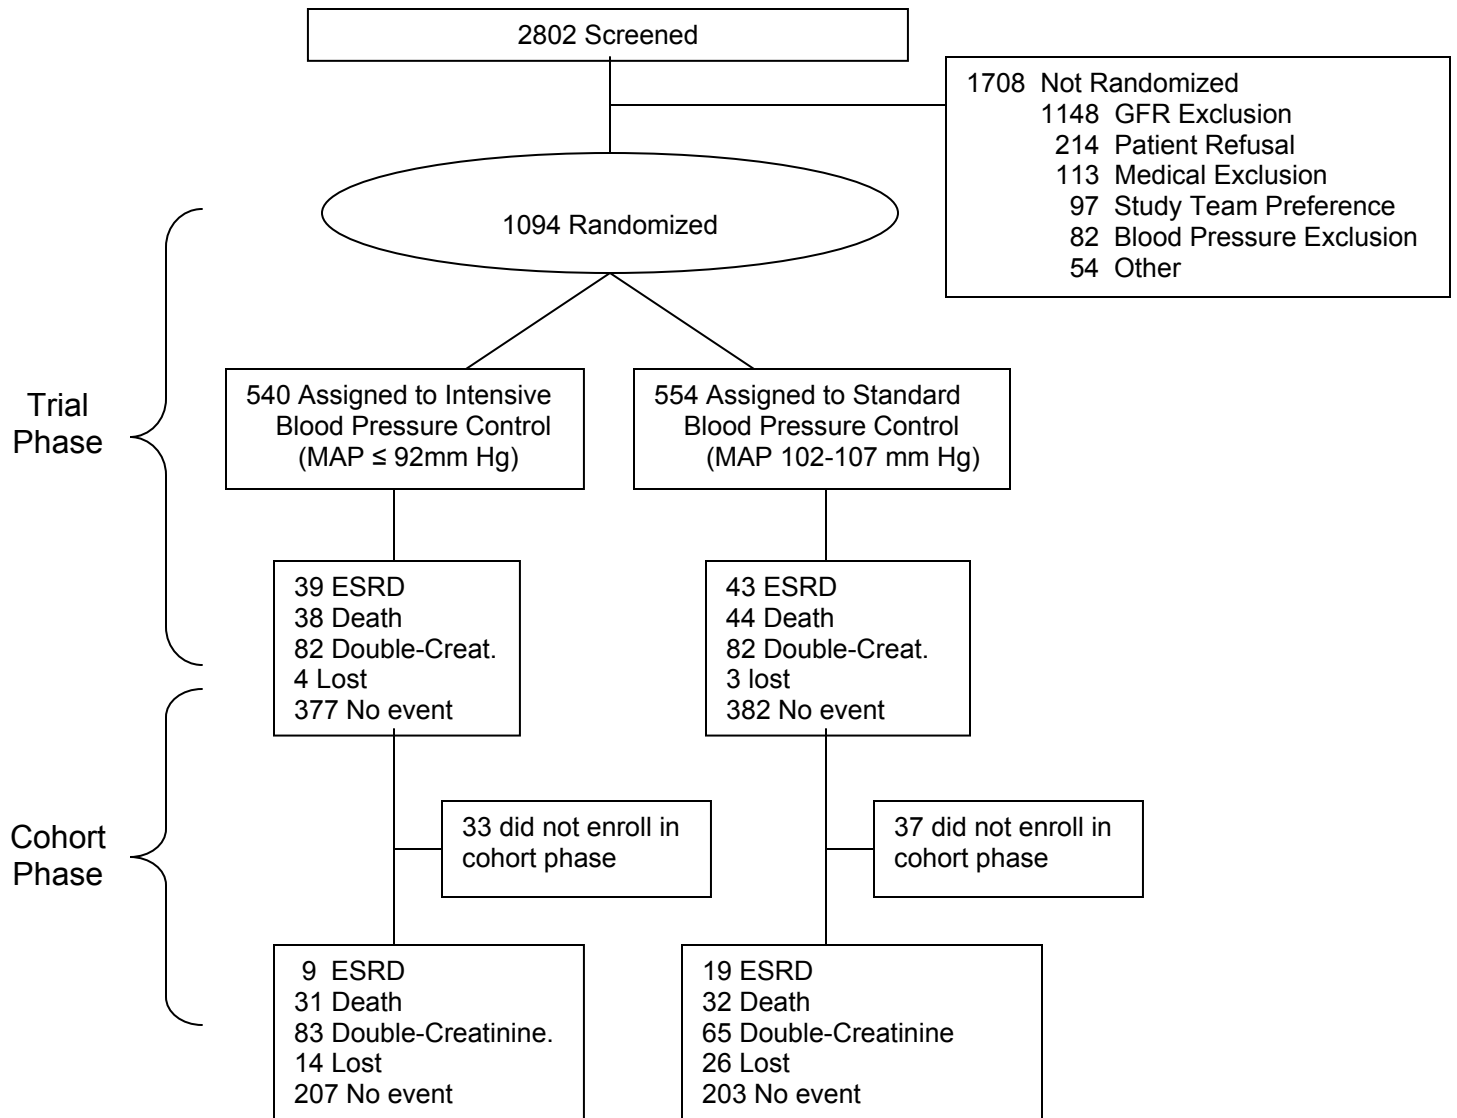 2802 Screened
1708 Not Randomized
1148 GFR Exclusion
214 Patient Refusal
113 Medical Exclusion
97 Study Team Preference
82 Blood Pressure Exclusion
54 Other
1094 Randomized
Trial
Phase
540 Assigned to Intensive
Blood Pressure Control
(MAP ≤ 92mm Hg)
554 Assigned to Standard
Blood Pressure Control
(MAP 102-107 mm Hg)
39 ESRD
38 Death
82 Double-Creat.
4 Lost
377 No event
43 ESRD
44 Death
82 Double-Creat.
3 lost
382 No event
Cohort
Phase
33 did not enroll in
cohort phase
37 did not enroll in
cohort phase
9 ESRD
31 Death
83 Double-Creatinine.
14 Lost
207 No event
19 ESRD
32 Death
65 Double-Creatinine
26 Lost
203 No event